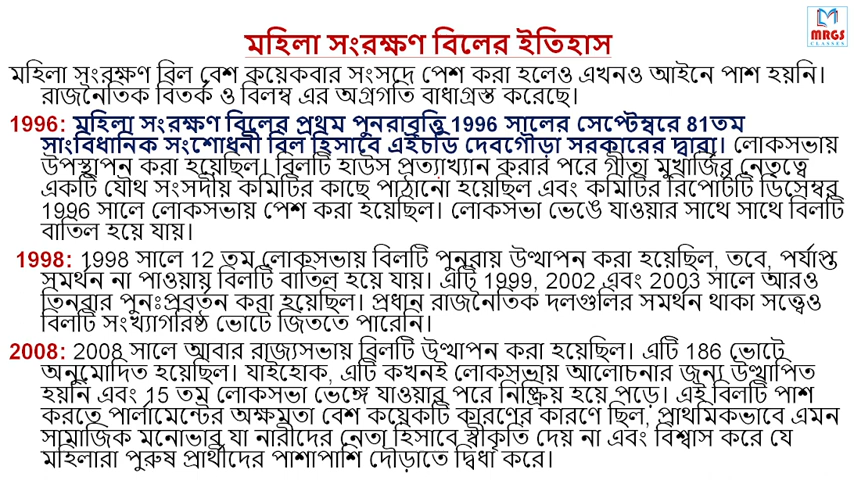 মহিলা সংরক্ষণ বিলের ইতিহাস
MRGS
CLASSES
মহিলা সংরক্ষণ বিল বেশ কয়েকবার সংসদে পেশ করা হলেও এখনও আইনে পাশ হয়নি।
রাজনৈতিক বিতর্ক ও বিলম্ব এর অগ্রগতি বাধাগ্রস্ত করেছে।
1996: মহিলা সংরক্ষণ বিলের প্রথম পুনরাবৃত্তি 1996 সালের সেপ্টেম্বরে 81তম
সাংবিধানিক সংশোধনী বিল হিসাবে এইচডি দেবগৌড়া সরকারের দ্বারা। লোকসভায়
উপস্থাপন করা হয়েছিল। বিলটি হাউস প্রত্যাখ্যান করার পরে গীতা মুখার্জির নেতৃত্বে
একটি যৌথ সংসদীয় কমিটির কাছে পাঠানো হয়েছিল এবং কমিটির রিপোর্টটি ডিসেম্বর
1996 সালে লোকসভায় পেশ করা হয়েছিল। লোকসভা ভেঙে যাওয়ার সাথে সাথে বিলটি
বাতিল হয়ে যায়।
1998: 1998 সালে 12 তম লোকসভায় বিলটি পুনরায় উত্থাপন করা হয়েছিল, তবে, পর্যাপ্ত
সমর্থন না পাওয়ায় বিলটি বাতিল হয়ে যায়। এটি 1999, 2002 এবং 2003 সালে আরও
তিনবার পুনঃপ্রবর্তন করা হয়েছিল। প্রধান রাজনৈতিক দলগুলির সমর্থন থাকা সত্ত্বেও
বিলটি সংখ্যাগরিষ্ঠ ভোটে জিততে পারেনি।
2008: 2008 সালে আবার রাজ্যসভায় বিলটি উত্থাপন করা হয়েছিল। এটি 186 ভোটে
অনুমোদিত হয়েছিল। যাইহোক, এটি কখনই লোকসভায় আলোচনার জন্য উত্থাপিত
হয়নি এবং 15 তম লোকসভা ভেঙ্গে যাওয়ার পরে নিষ্ক্রিয় হয়ে পড়ে। এই বিলটি পাশ
করতে পার্লামেন্টের অক্ষমতা বেশ কয়েকটি কারণের কারণে ছিল, প্রাথমিকভাবে এমন
সামাজিক মনোভাব যা নারীদের নেতা হিসাবে স্বীকৃতি দেয় না এবং বিশ্বাস করে যে
মহিলারা পুরুষ প্রার্থীদের পাশাপাশি দৌড়াতে দ্বিধা করে।